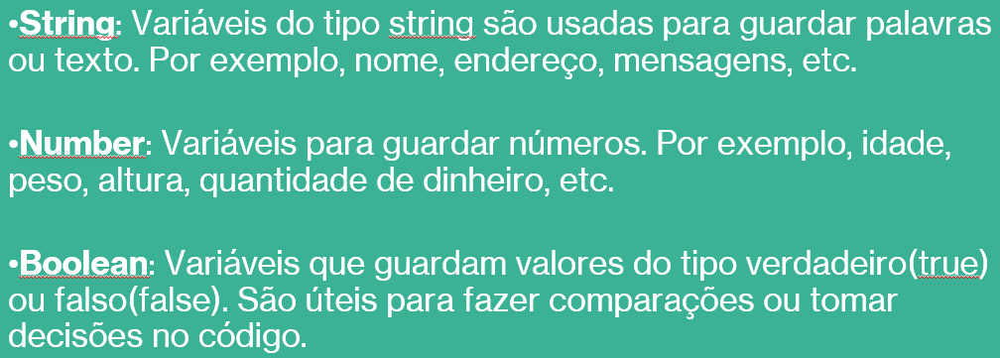 •String: Variáveis do tipo string são usadas para guardar palavras
ou texto. Por exemplo, nome, endereço, mensagens, etc.
•Number: Variáveis para guardar números. Por exemplo, idade,
peso, altura, quantidade de dinheiro, etc.
•Boolean: Variáveis que guardam valores do tipo verdadeiro(true)
ou falso(false). São úteis para fazer comparações ou tomar
decisões no código.